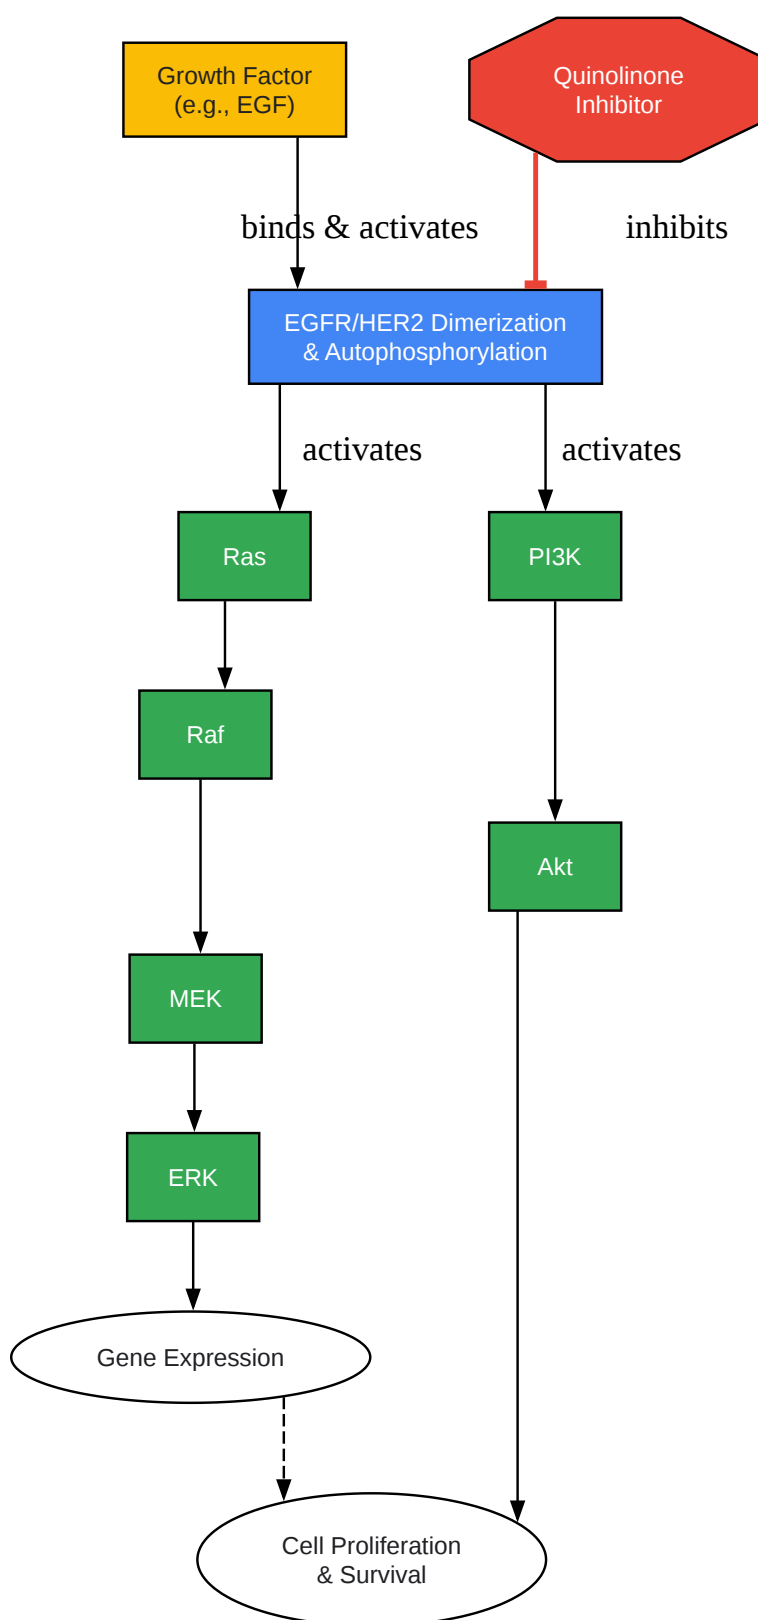 Growth Factor
(e.g., EGF)
Quinolinone
Inhibitor
binds & activates
inhibits
EGFR/HER2 Dimerization
& Autophosphorylation
activates
activates
Ras
PI3K
Raf
Akt
MEK
ERK
Gene Expression
Cell Proliferation
& Survival